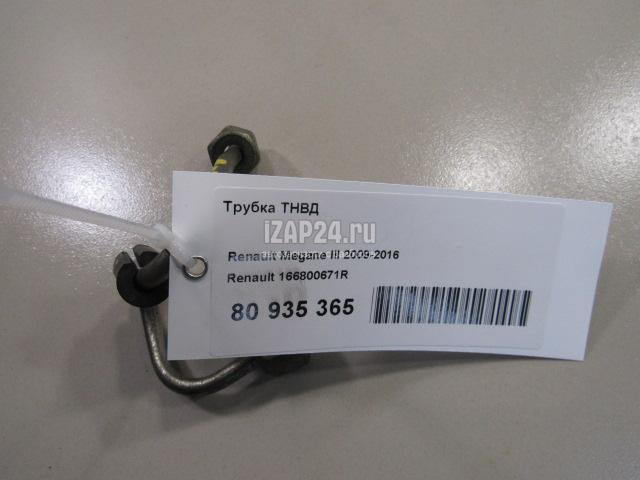 Трубка ТНВД
iZAP24.ru
Renault Megane III 2009-2016
Renault 166800671R
80 935 365